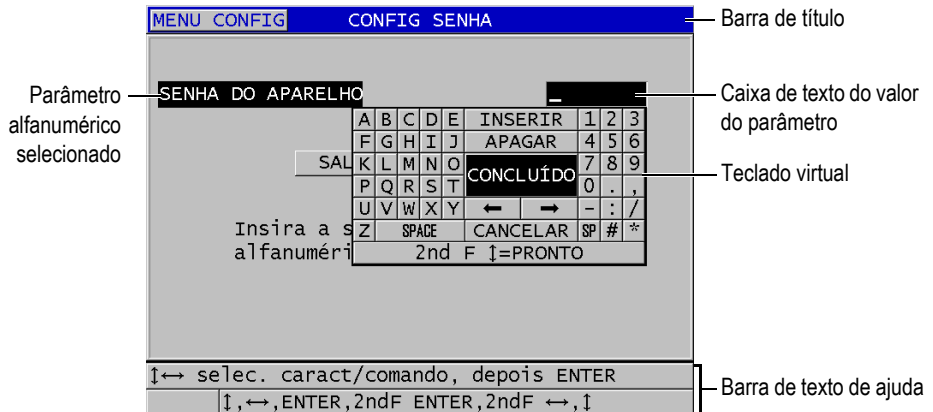 MENU CONFIG CONFIG SENHA
Barra de título
SENHA DO APARELHO _
Parâmetro
alfanumérico
selecionado
Caixa de texto do valor
do parâmetro
A B C D E INSERIR 1 2 3
F G H I J APAGAR 4 5 6
SAL K L M N O CONCLUÍDO 7 8 9
P Q R S T 0 . ,
Teclado virtual
U V W X Y ← → - : /
Insira a s Z SPACE CANCELAR SP # *
alfanuméri 2nd F ↕=PRONTO
↕↔ selec. caract/comando, depois ENTER
↕,↔,ENTER,2ndF ENTER,2ndF ↔,↕
Barra de texto de ajuda